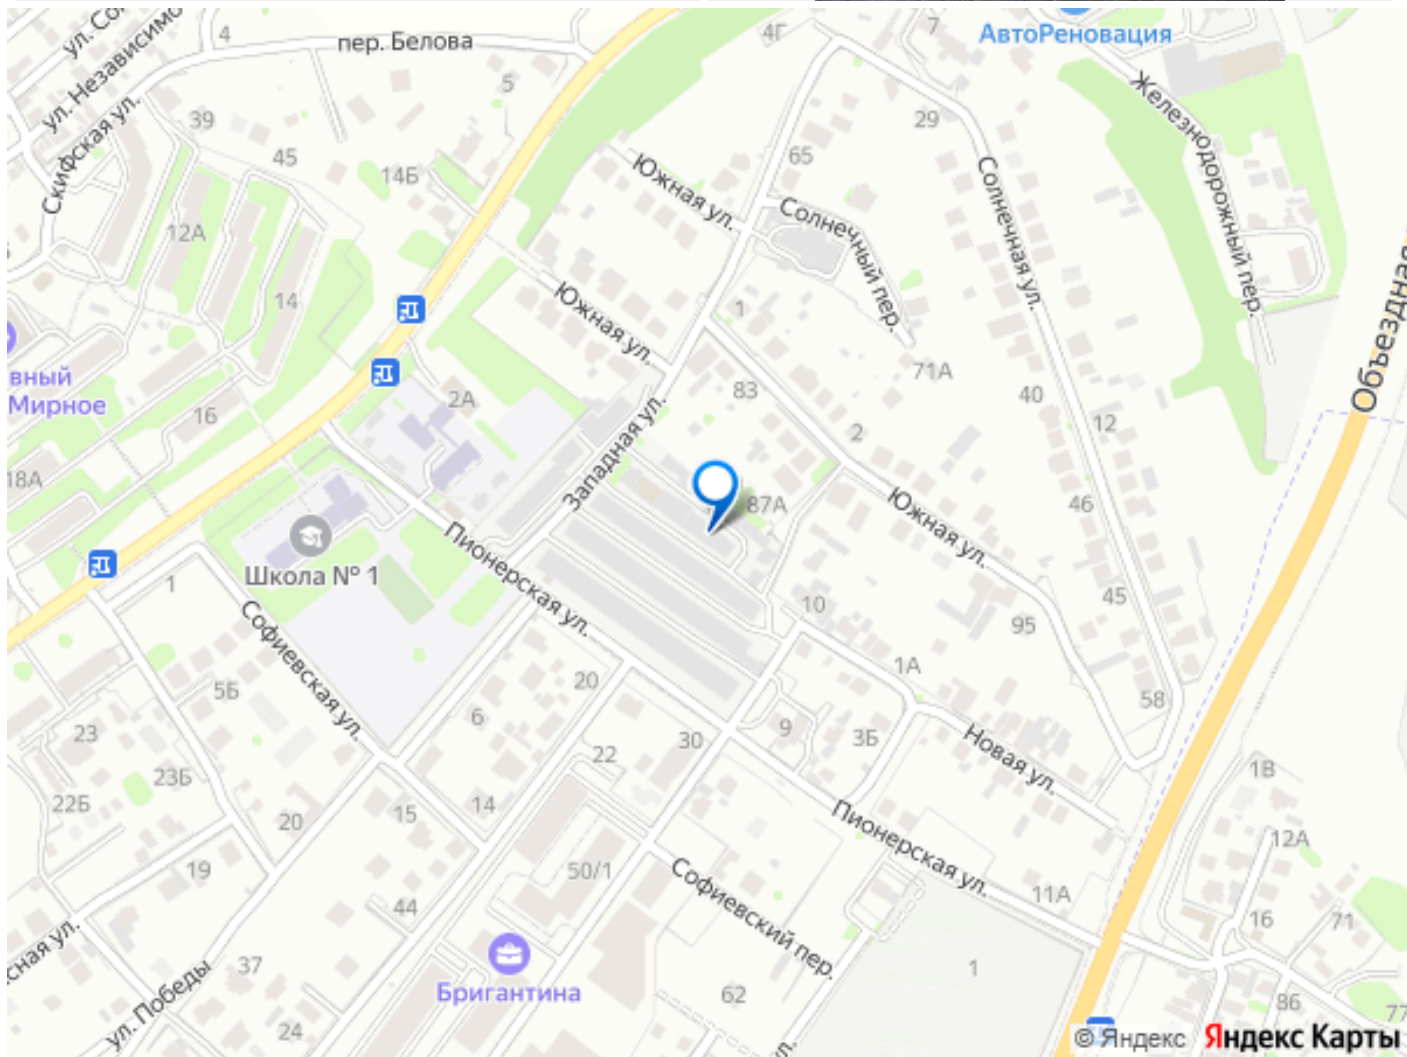 4
пер. Белова
4Г
7
АвтоРеновация
ул. Независимо
5
Скифская ул.
39
45
14Б
65
29
Железнодорожный пер.
Южная ул.
Солнечный пер.
Солнечная ул.
12А
14
Южная ул.
1
Объездная
вный
Мирное
16
2А
83
71А
40
12
2
18А
Западная ул.
87А
46
Южная ул.
Школа № 1
Пионерская ул.
1
10
45
95
Софиевская ул.
1А
5Б
20
6
58
23
30
9
3Б
Новая ул.
22
23Б
22Б
1В
14
15
20
Пионерская ул.
12А
19
50/1
Софиевский пер.
11А
44
16
71
сная ул.
37
Бригантина
1
62
ул. Победы
86
77
24
ул.
© Яндекс Яндекс Карты